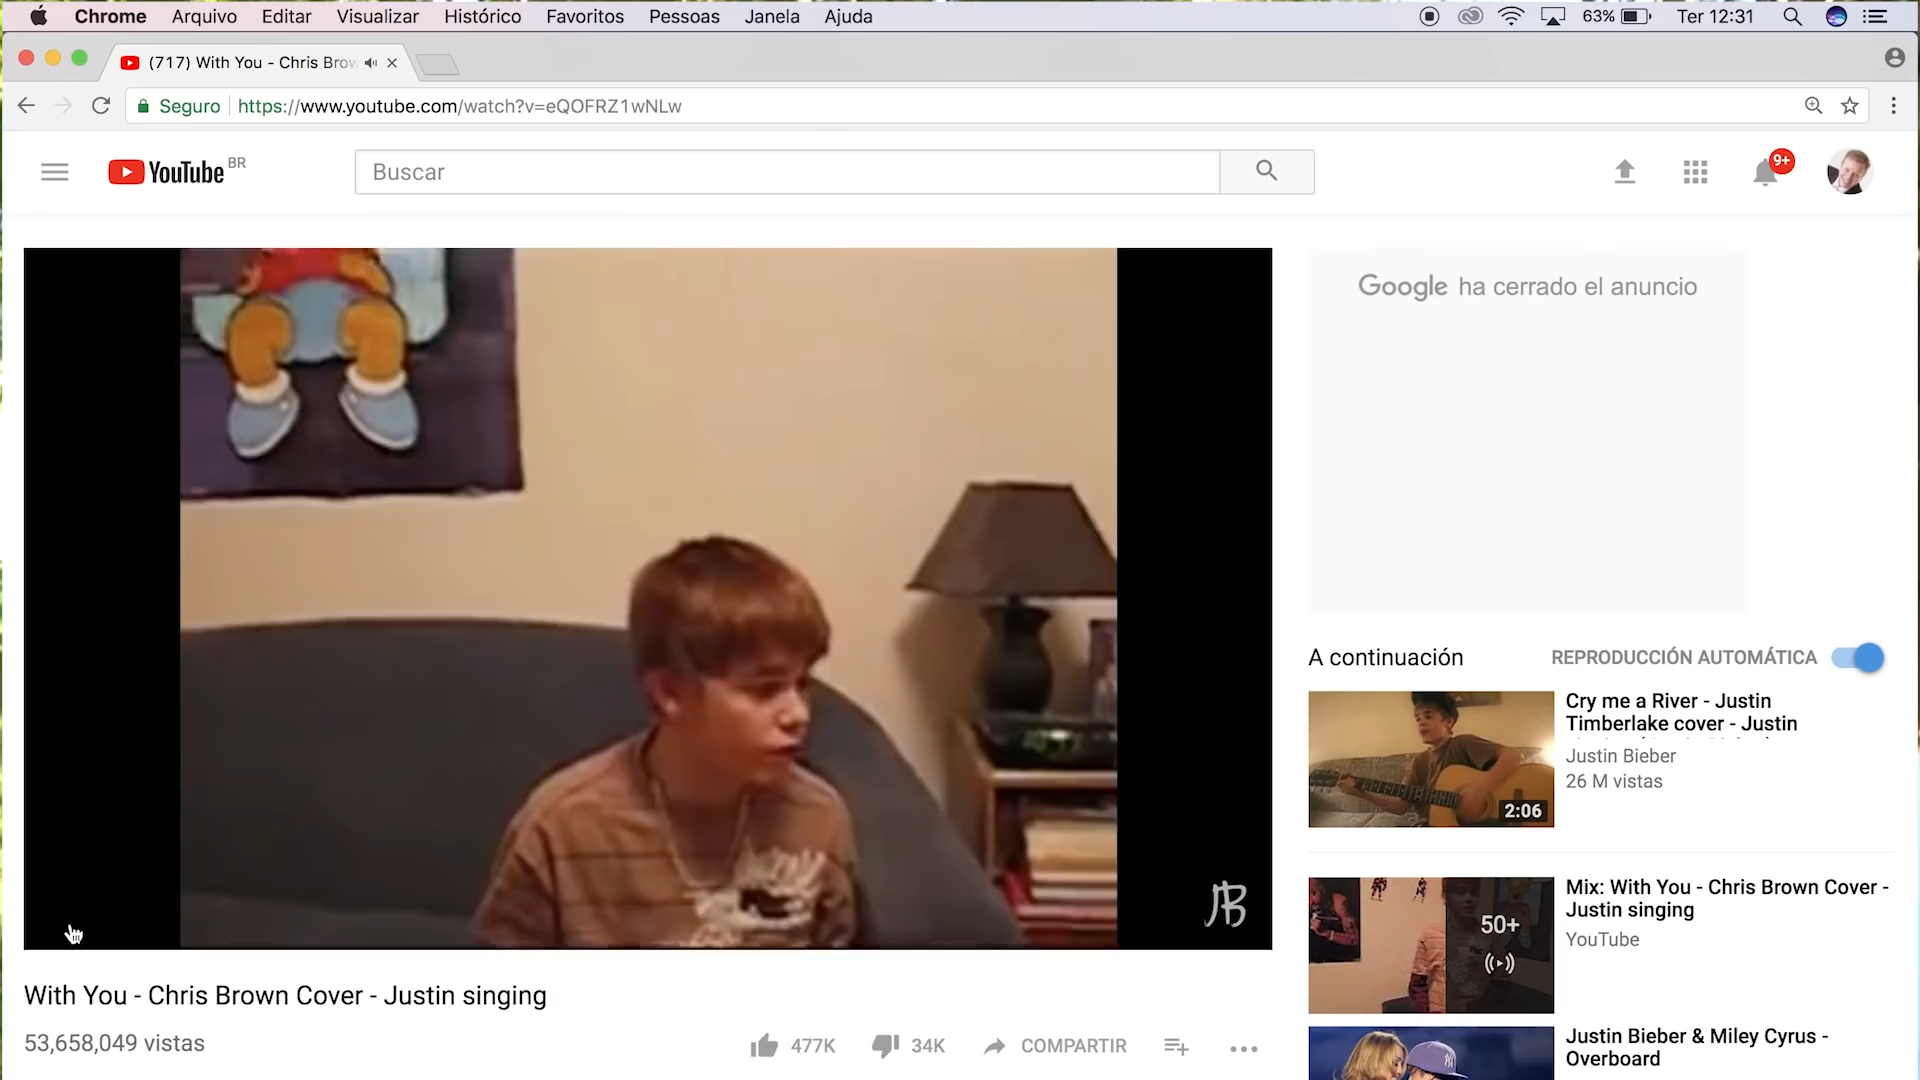 Chrome Arquivo Editar Visualizar Histórico Favoritos Pessoas Janela Ajuda 63% Ter 12:31
(717) With You - Chris Brow
Seguro https://www.youtube.com/watch?v=eQOFRZ1wNLw
YouTube BR Buscar 9+
Google ha cerrado el anuncio
A continuación REPRODUCCIÓN AUTOMÁTICA
Cry me a River - Justin
Timberlake cover - Justin
Justin Bieber
26 M vistas
2:06
Mix: With You - Chris Brown Cover -
Justin singing
YouTube
50+
Justin Bieber & Miley Cyrus -
Overboard
JB
With You - Chris Brown Cover - Justin singing
53,658,049 vistas
477K 34K COMPARTIR